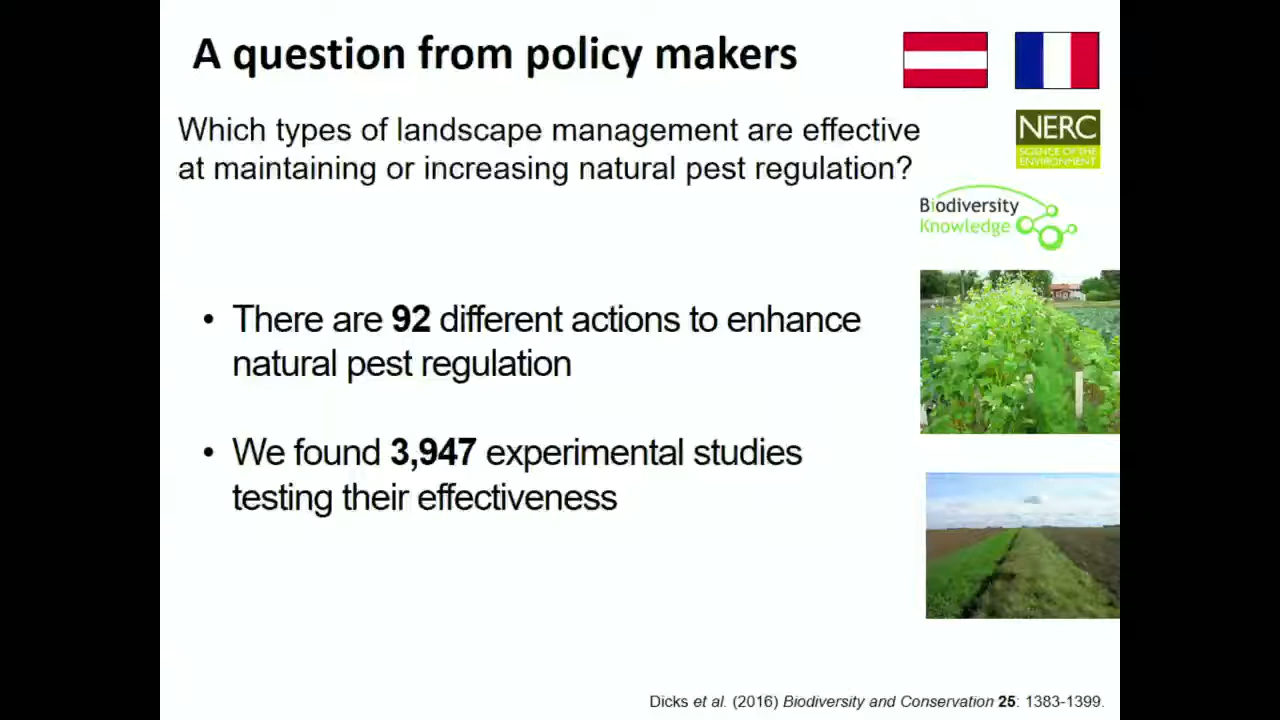 A question from policy makers
Which types of landscape management are effective
at maintaining or increasing natural pest regulation?
NERC
SCIENCE OF THE
ENVIRONMENT
Biodiversity
Knowledge
• There are 92 different actions to enhance
natural pest regulation
• We found 3,947 experimental studies
testing their effectiveness
Dicks et al. (2016) Biodiversity and Conservation 25: 1383-1399.